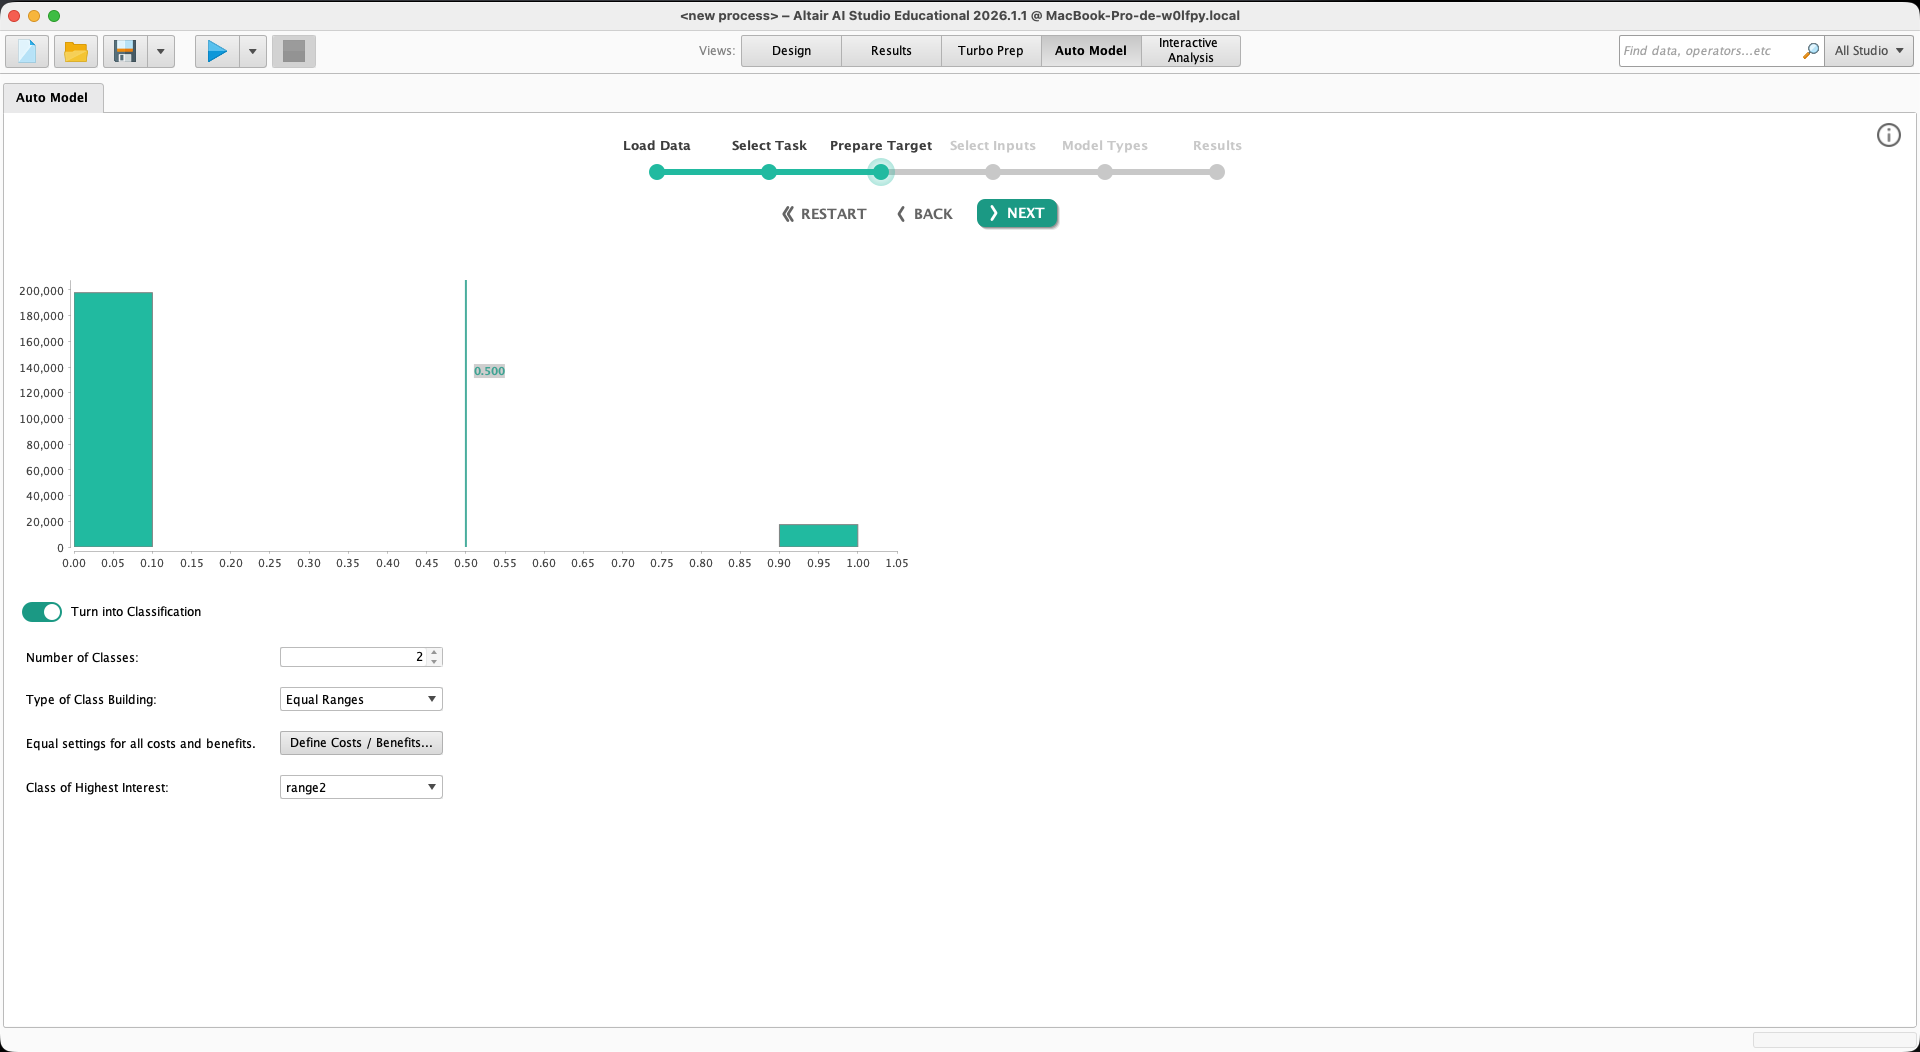 <new process> – Altair AI Studio Educational 2026.1.1 @ MacBook-Pro-de-w0lfpy.local
Views: Design Results Turbo Prep Auto Model Interactive Analysis
Find data, operators...etc All Studio
Auto Model
Load Data Select Task Prepare Target Select Inputs Model Types Results
RESTART BACK NEXT
200,000
180,000
160,000
140,000
0.500
120,000
100,000
80,000
60,000
40,000
20,000
0
0.00 0.05 0.10 0.15 0.20 0.25 0.30 0.35 0.40 0.45 0.50 0.55 0.60 0.65 0.70 0.75 0.80 0.85 0.90 0.95 1.00 1.05
Turn into Classification
Number of Classes: 2
Type of Class Building: Equal Ranges
Equal settings for all costs and benefits. Define Costs / Benefits...
Class of Highest Interest: range2